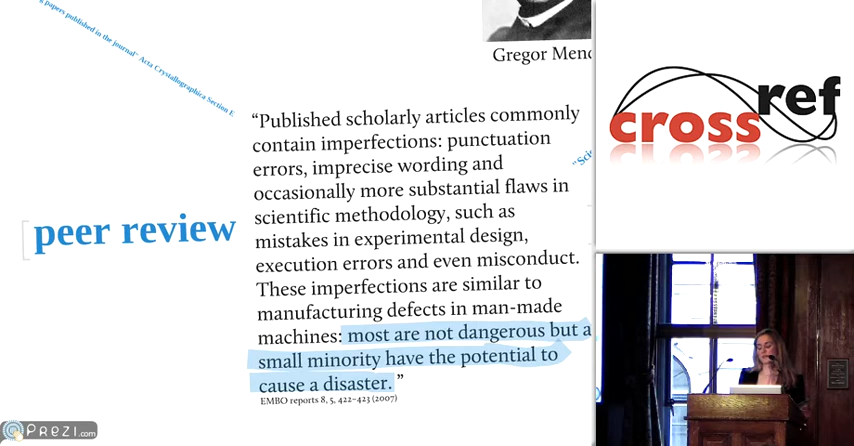 papers published in the journal" Acta Crystallographica Section E
Gregor Mend
"Published scholarly articles commonly
contain imperfections: punctuation
errors, imprecise wording and
occasionally more substantial flaws in
scientific methodology, such as
mistakes in experimental design,
execution errors and even misconduct.
These imperfections are similar to
manufacturing defects in man-made
machines: most are not dangerous but a
small minority have the potential to
cause a disaster."
EMBO reports 8, 5, 422–423 (2007)
peer review
"Scie
crossref
Prezi.com